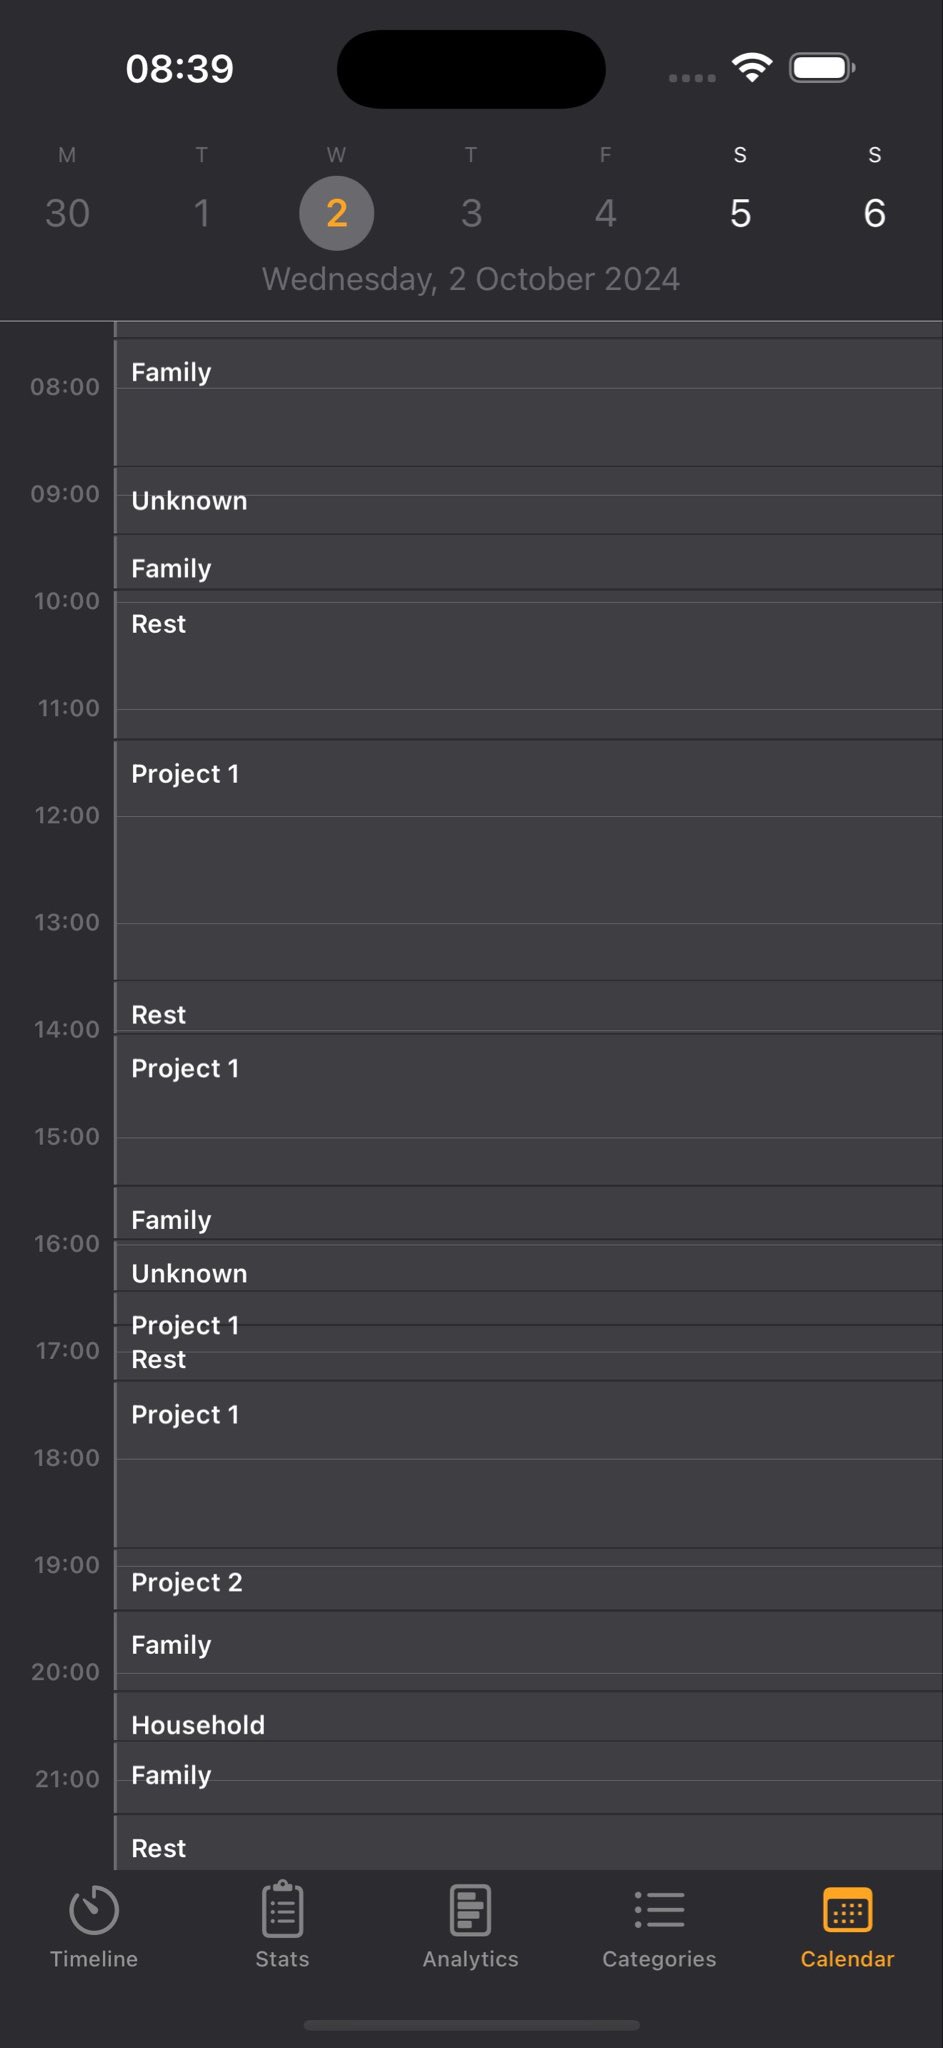 08:39
M T W T F S S
30 1 2 3 4 5 6
Wednesday, 2 October 2024
Family
08:00
09:00
Unknown
Family
10:00
Rest
11:00
Project 1
12:00
13:00
Rest
14:00
Project 1
15:00
Family
16:00
Unknown
Project 1
17:00
Rest
Project 1
18:00
19:00
Project 2
Family
20:00
Household
Family
21:00
Rest
Timeline Stats Analytics Categories Calendar